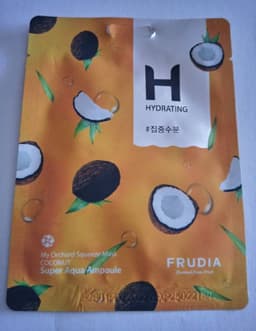 H
HYDRATING
#집중수분
My Orchard Squeeze Mask
COCONUT
Super Aqua Ampoule
FRUDIA